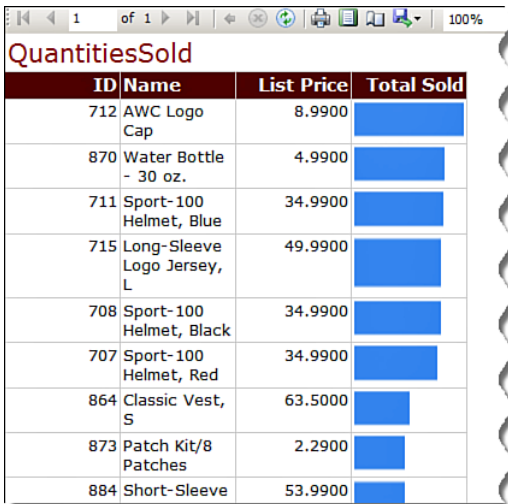 1 of 1 100%
QuantitiesSold
ID Name List Price Total Sold
712 AWC Logo 8.9900
Cap
870 Water Bottle 4.9900
- 30 oz.
711 Sport-100 34.9900
Helmet, Blue
715 Long-Sleeve 49.9900
Logo Jersey,
L
708 Sport-100 34.9900
Helmet, Black
707 Sport-100 34.9900
Helmet, Red
864 Classic Vest, 63.5000
S
873 Patch Kit/8 2.2900
Patches
884 Short-Sleeve 53.9900